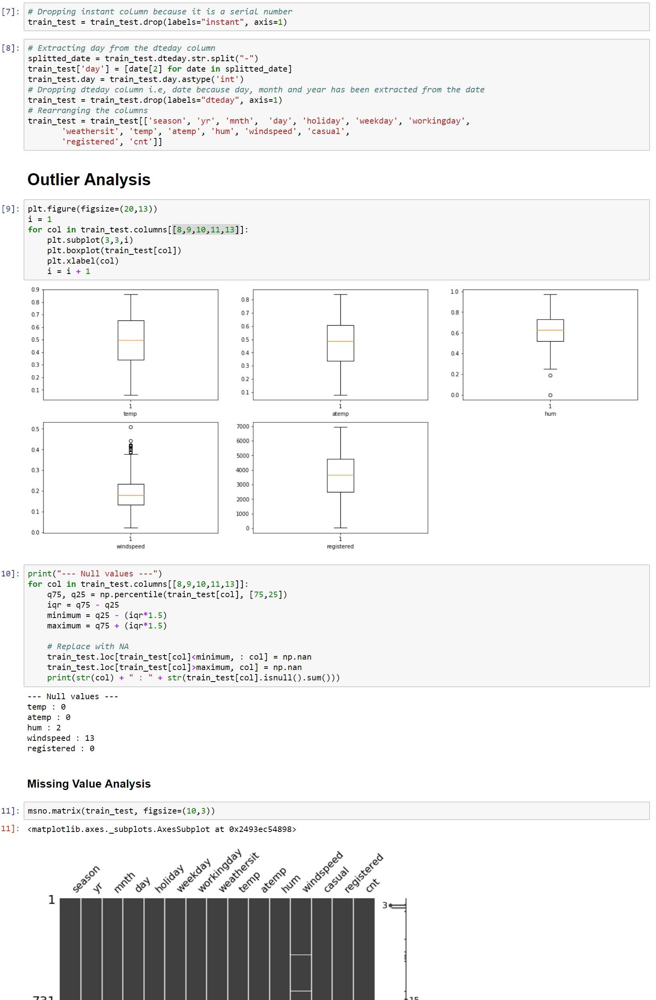 [7]:
# Dropping instant column because it is a serial number
train_test = train_test.drop(labels="instant", axis=1)
[8]:
# Extracting day from the dteday column
splitted_date = train_test.dteday.str.split("-")
train_test['day'] = [date[2] for date in splitted_date]
train_test.day = train_test.day.astype('int')
# Dropping dteday column i.e, date because day, month and year has been extracted from the date
train_test = train_test.drop(labels="dteday", axis=1)
# Rearranging the columns
train_test = train_test[['season', 'yr', 'mnth',  'day', 'holiday', 'weekday', 'workingday',
       'weathersit', 'temp', 'atemp', 'hum', 'windspeed', 'casual',
       'registered', 'cnt']]
Outlier Analysis
[9]:
plt.figure(figsize=(20,13))
i = 1
for col in train_test.columns[[8,9,10,11,13]]:
    plt.subplot(3,3,i)
    plt.boxplot(train_test[col])
    plt.xlabel(col)
    i = i + 1
0.9
0.8
0.7
0.6
0.5
0.4
0.3
0.2
0.1
1
temp
0.8
0.7
0.6
0.5
0.4
0.3
0.2
0.1
1
atemp
1.0
0.8
0.6
0.4
0.2
0.0
1
hum
0.5
0.4
0.3
0.2
0.1
0.0
1
windspeed
7000
6000
5000
4000
3000
2000
1000
0
1
registered
10]:
print("--- Null values ---")
for col in train_test.columns[[8,9,10,11,13]]:
    q75, q25 = np.percentile(train_test[col], [75,25])
    iqr = q75 - q25
    minimum = q25 - (iqr*1.5)
    maximum = q75 + (iqr*1.5)
    # Replace with NA
    train_test.loc[train_test[col]<minimum, : col] = np.nan
    train_test.loc[train_test[col]>maximum, col] = np.nan
    print(str(col) + " : " + str(train_test[col].isnull().sum()))
--- Null values ---
temp : 0
atemp : 0
hum : 2
windspeed : 13
registered : 0
Missing Value Analysis
11]:
msno.matrix(train_test, figsize=(10,3))
11]:
<matplotlib.axes._subplots.AxesSubplot at 0x2493ec54898>
season
yr
mnth
day
holiday
weekday
workingday
weathersit
temp
atemp
hum
windspeed
casual
registered
cnt
1
3
731
15